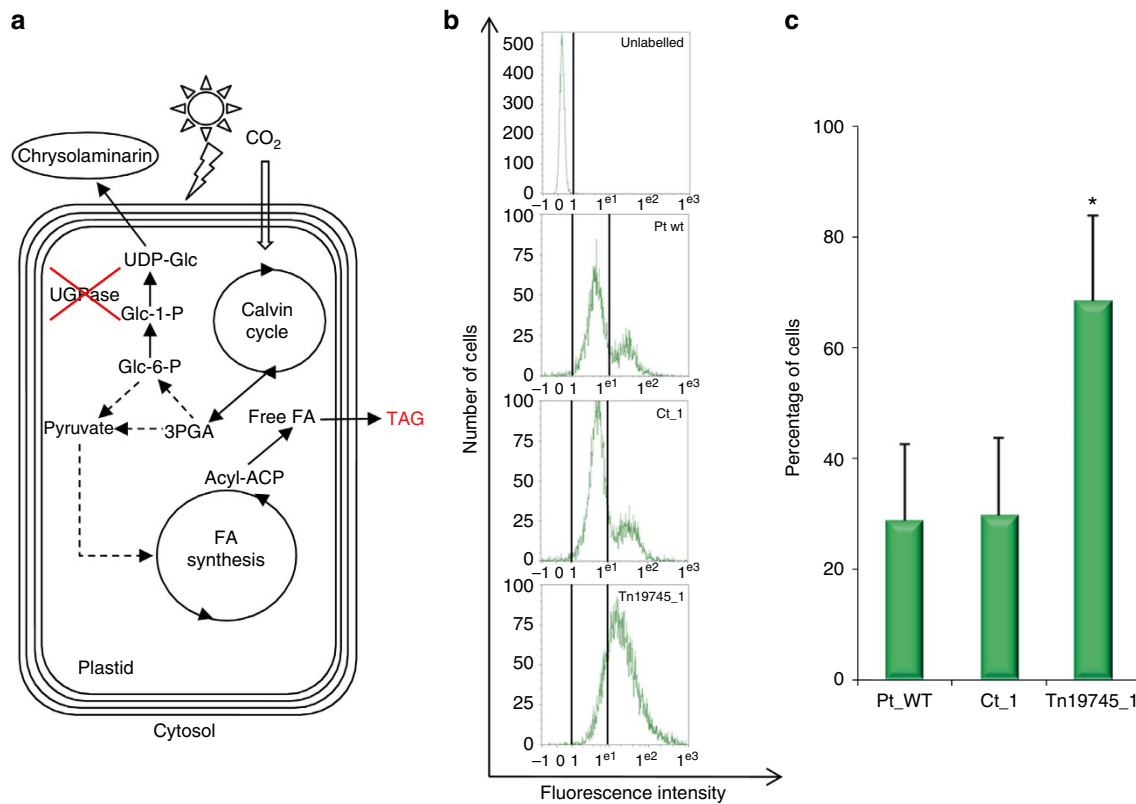 a
CO2
Chrysolaminarin
UDP-Glc
UGPase
Glc-1-P
Calvin
cycle
Glc-6-P
Free FA
TAG
Pyruvate
3PGA
Acyl-ACP
FA
synthesis
Plastid
Cytosol
b
Number of cells
Unlabelled
500
400
300
200
100
0
–1 0 1 1e1 1e2 1e3
Pt wt
100
75
50
25
0
–1 0 1 1e1 1e2 1e3
Ct_1
100
75
50
25
0
–1 0 1 1e1 1e2 1e3
Tn19745_1
100
75
50
25
0
–1 0 1 1e1 1e2 1e3
Fluorescence intensity
c
Percentage of cells
100
80
60
40
20
0
*
Pt_WT Ct_1 Tn19745_1